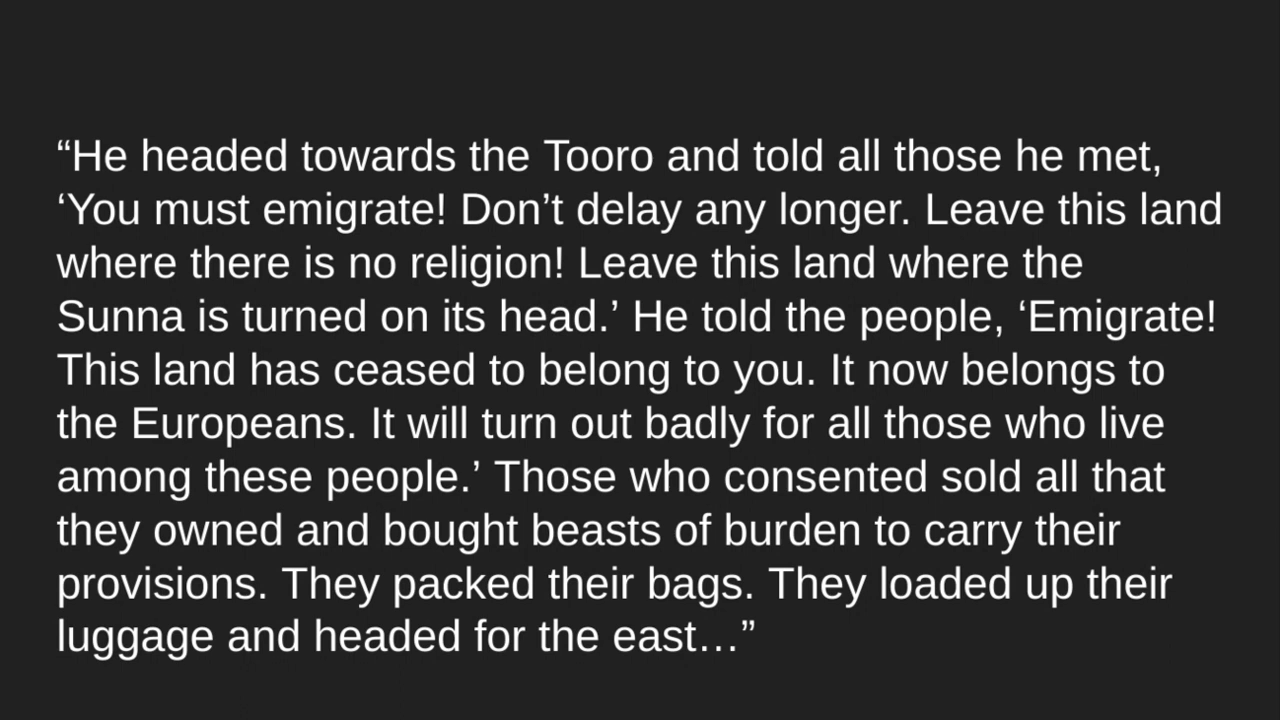 “He headed towards the Tooro and told all those he met,
‘You must emigrate! Don’t delay any longer. Leave this land
where there is no religion! Leave this land where the
Sunna is turned on its head.’ He told the people, ‘Emigrate!
This land has ceased to belong to you. It now belongs to
the Europeans. It will turn out badly for all those who live
among these people.’ Those who consented sold all that
they owned and bought beasts of burden to carry their
provisions. They packed their bags. They loaded up their
luggage and headed for the east…”